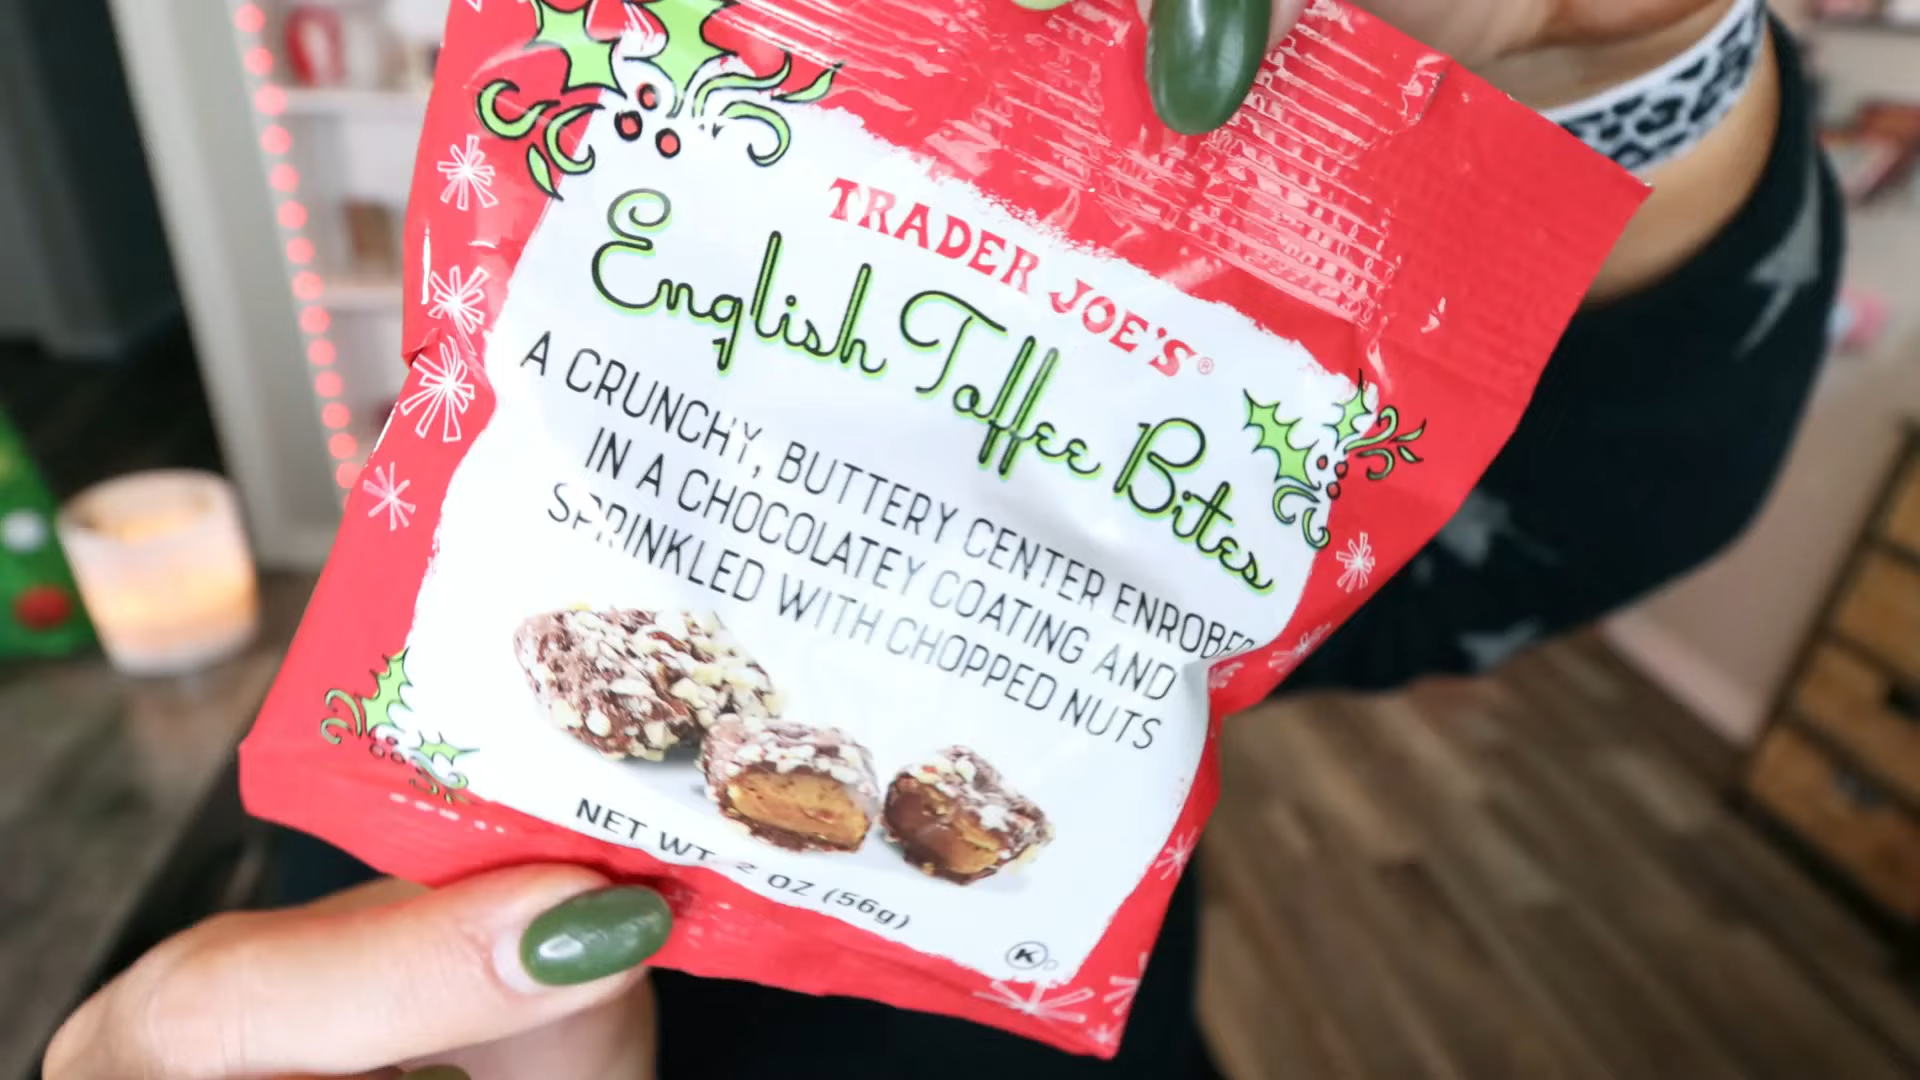 TRADER JOE'S®
English Toffee Bites
A CRUNCHY, BUTTERY CENTER ENROBED
IN A CHOCOLATEY COATING AND
SPRINKLED WITH CHOPPED NUTS
NET WT. 2 OZ (56g)
K D